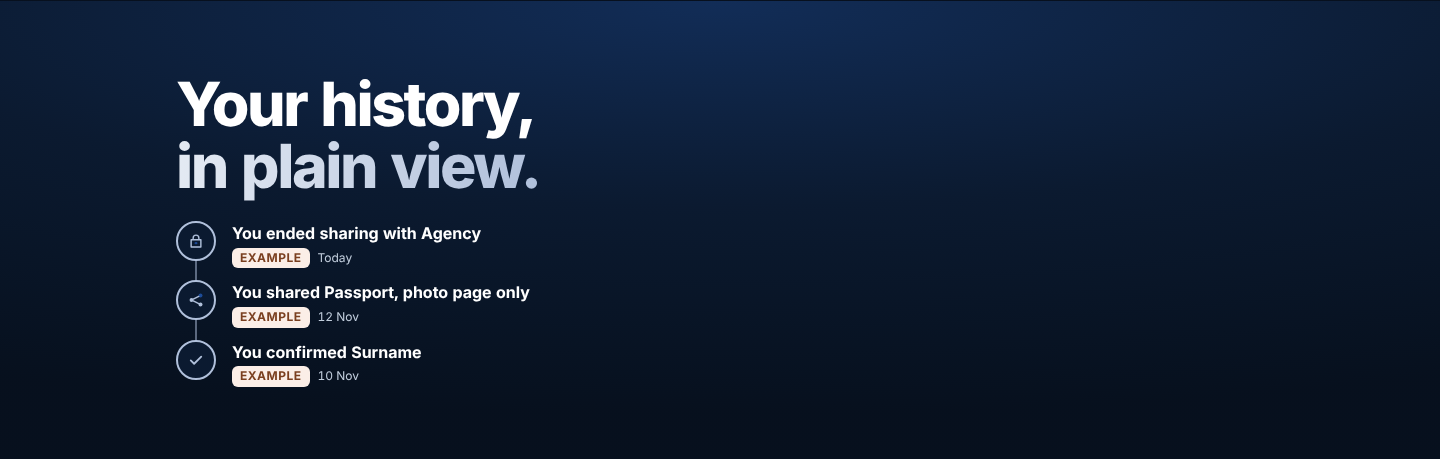 Your history,
in plain view.
You ended sharing with Agency
EXAMPLE Today
You shared Passport, photo page only
EXAMPLE 12 Nov
You confirmed Surname
EXAMPLE 10 Nov